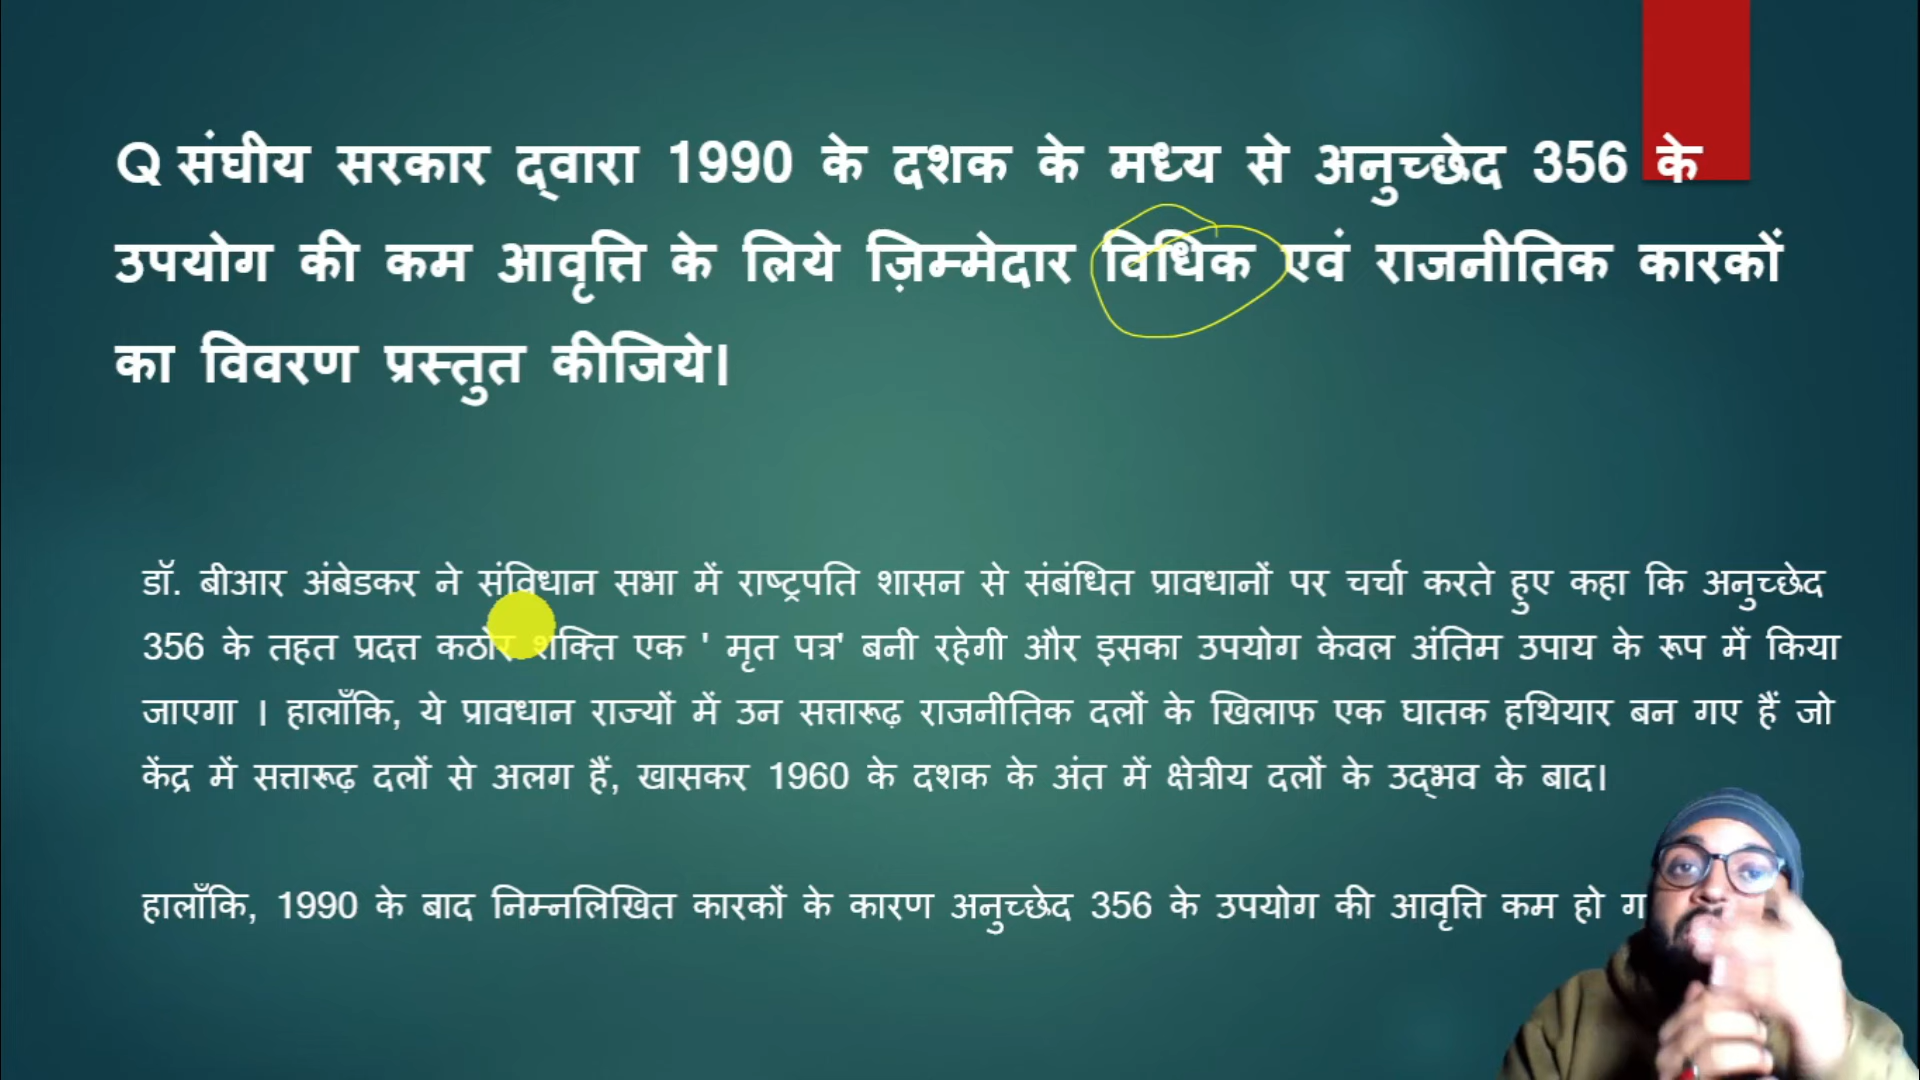 Q संघीय सरकार द्वारा 1990 के दशक के मध्य से अनुच्छेद 356 के
उपयोग की कम आवृत्ति के लिये ज़िम्मेदार विधिक एवं राजनीतिक कारकों
का विवरण प्रस्तुत कीजिये।
डॉ. बीआर अंबेडकर ने संविधान सभा में राष्ट्रपति शासन से संबंधित प्रावधानों पर चर्चा करते हुए कहा कि अनुच्छेद
356 के तहत प्रदत्त कठोर शक्ति एक ' मृत पत्र' बनी रहेगी और इसका उपयोग केवल अंतिम उपाय के रूप में किया
जाएगा । हालाँकि, ये प्रावधान राज्यों में उन सत्तारूढ़ राजनीतिक दलों के खिलाफ एक घातक हथियार बन गए हैं जो
केंद्र में सत्तारूढ़ दलों से अलग हैं, खासकर 1960 के दशक के अंत में क्षेत्रीय दलों के उद्भव के बाद।
हालाँकि, 1990 के बाद निम्नलिखित कारकों के कारण अनुच्छेद 356 के उपयोग की आवृत्ति कम हो